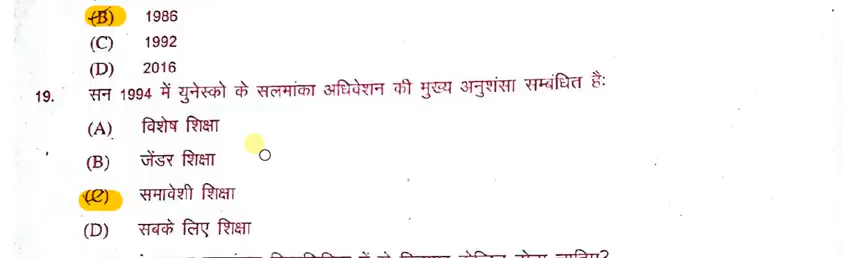 (B) 1986
(C) 1992
(D) 2016
19. सन 1994 में युनेस्को के सलमांका अधिवेशन की मुख्य अनुशंसा सम्बंधित है:
(A) विशेष शिक्षा
(B) जेंडर शिक्षा
(C) समावेशी शिक्षा
(D) सबके लिए शिक्षा